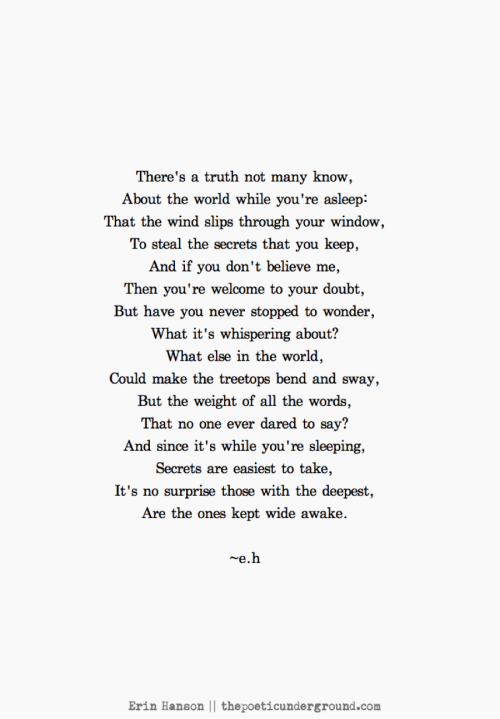 There's a truth not many know,
About the world while you're asleep:
That the wind slips through your window,
To steal the secrets that you keep,
And if you don't believe me,
Then you're welcome to your doubt,
But have you never stopped to wonder,
What it's whispering about?
What else in the world,
Could make the treetops bend and sway,
But the weight of all the words,
That no one ever dared to say?
And since it's while you're sleeping,
Secrets are easiest to take,
It's no surprise those with the deepest,
Are the ones kept wide awake.
~e.h
Erin Hanson || thepoeticunderground.com